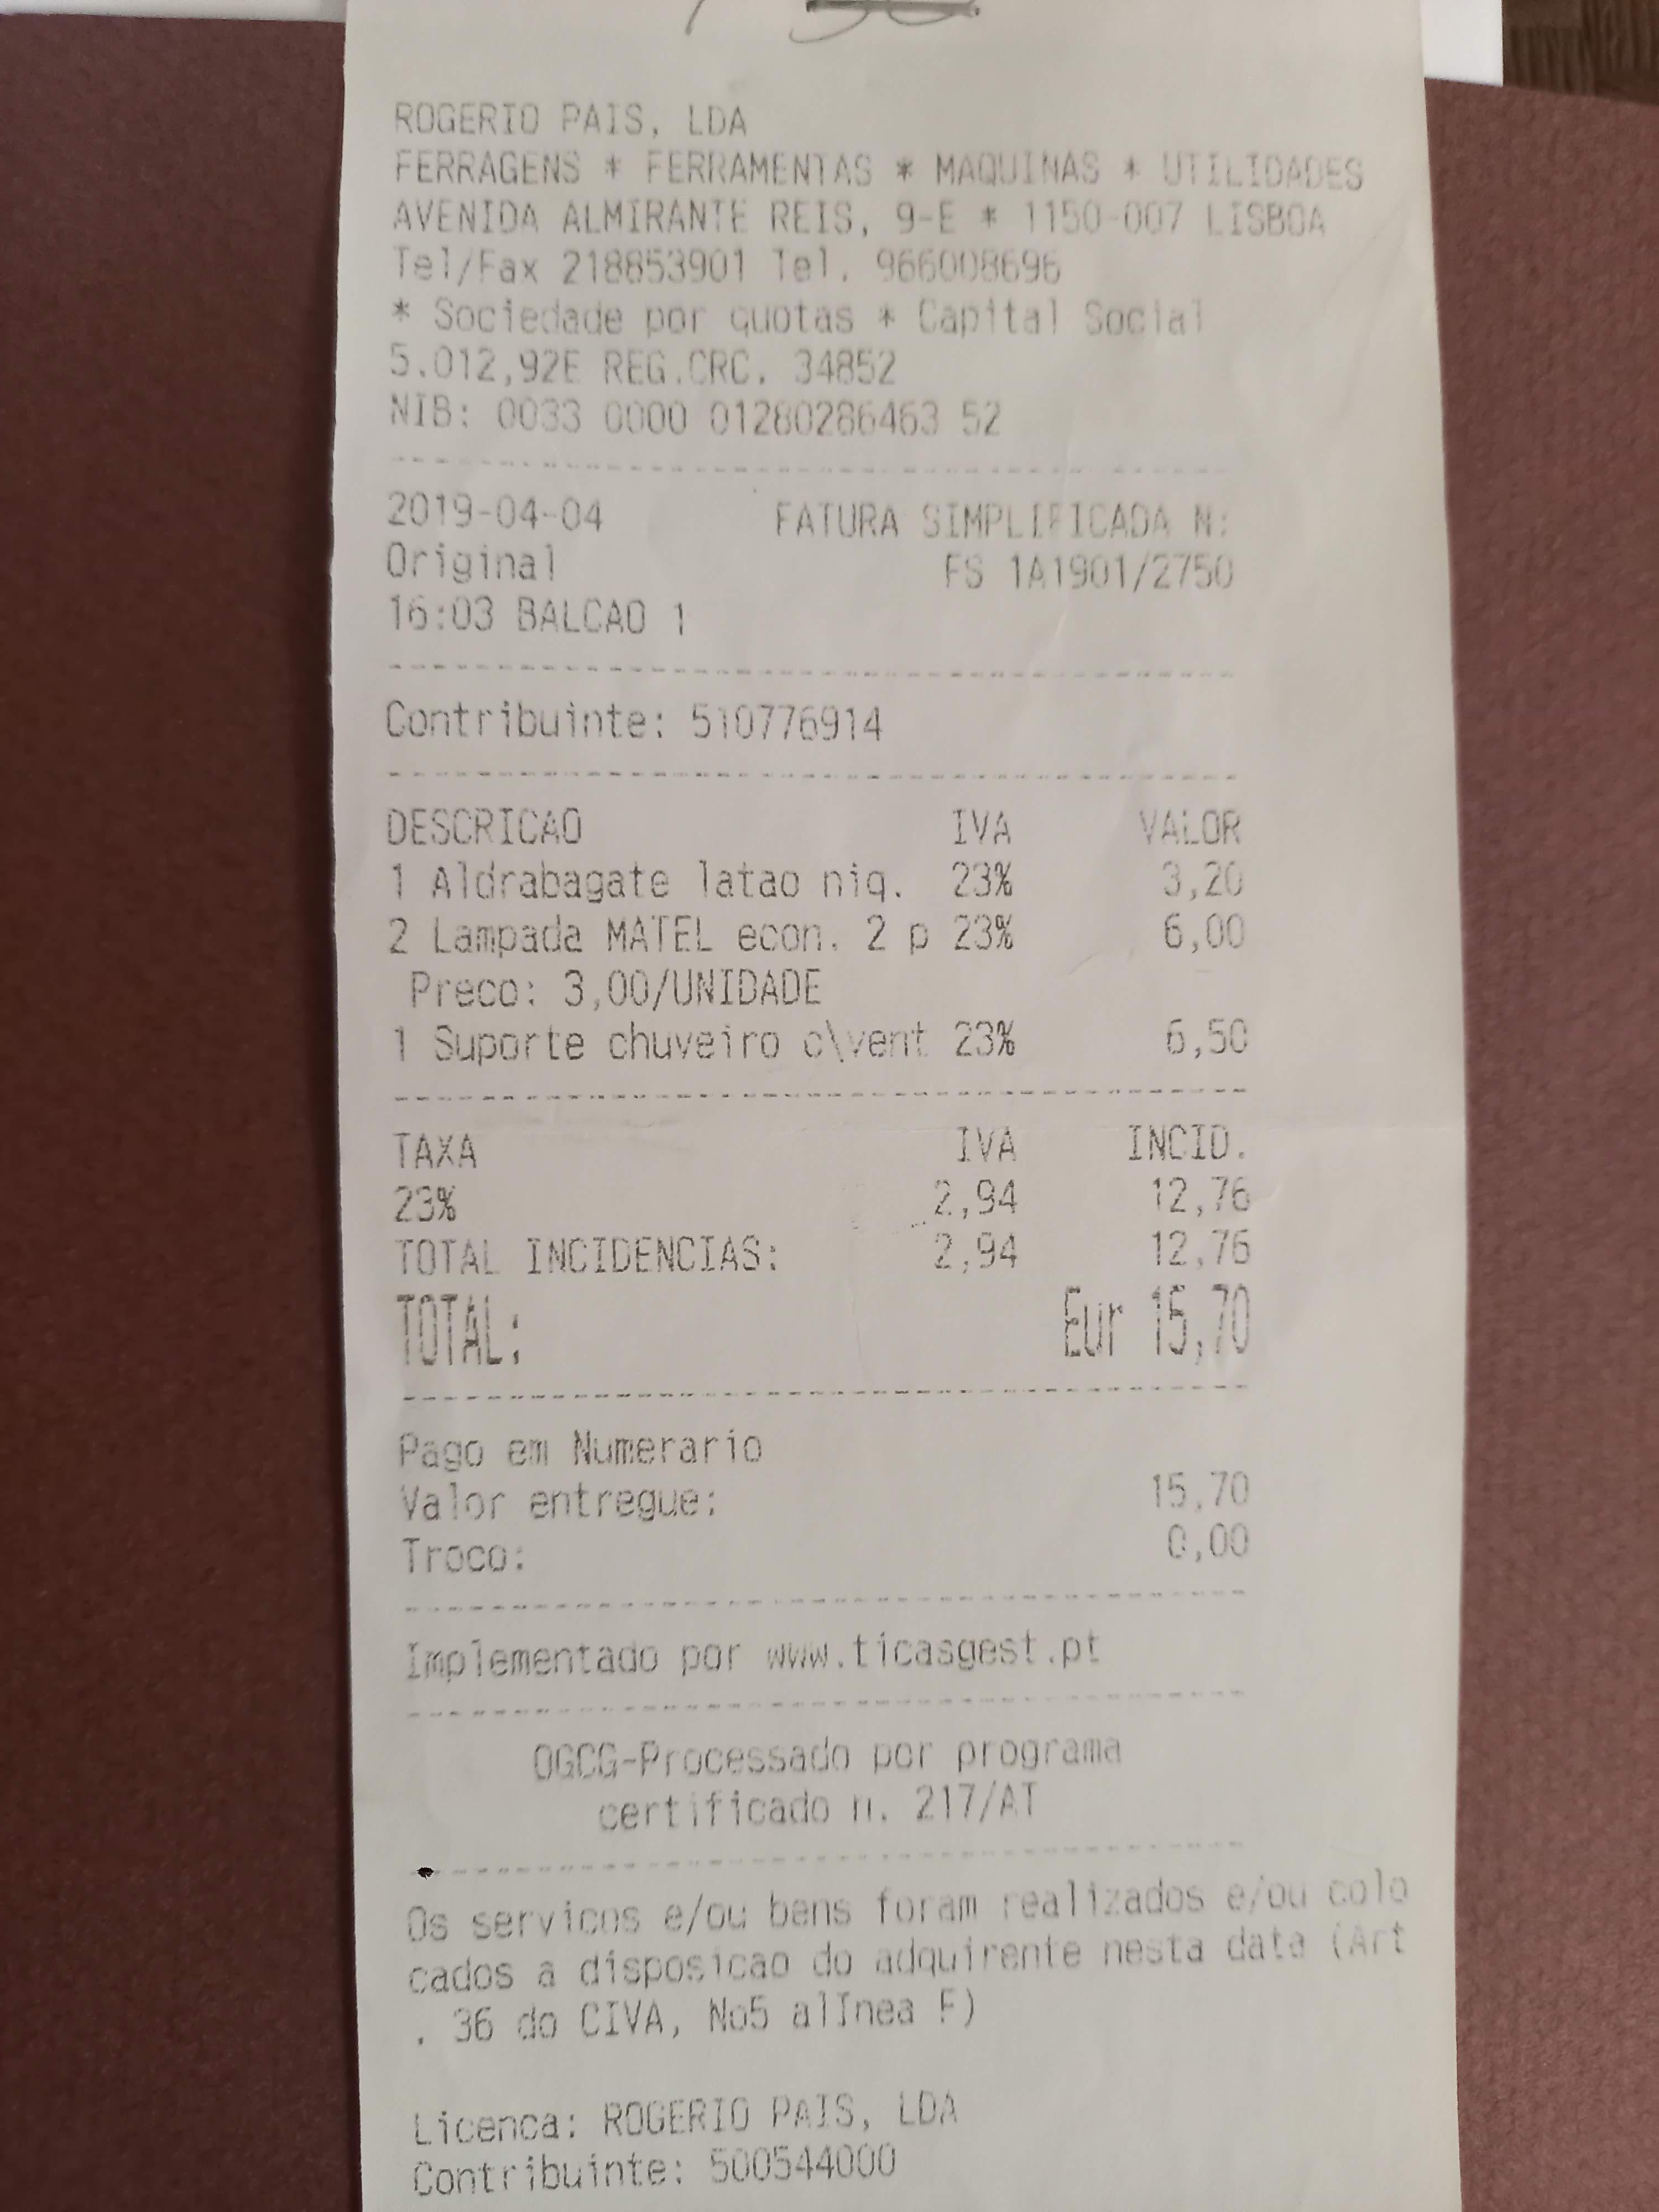 ROGERIO PAIS, LDA
FERRAGENS * FERRAMENTAS * MAQUINAS * UTILIDADES
AVENIDA ALMIRANTE REIS, 9-E * 1150-007 LISBOA
Tel/Fax 218853901 Tel. 966008696
* Sociedade por quotas * Capital Social
5.012,92E REG.CRC. 34852
NIB: 0033 0000 01280286463 52
2019-04-04 FATURA SIMPLIFICADA N:
Original FS 1A1901/2750
16:03 BALCAO 1
Contribuinte: 510776914
DESCRICAO IVA VALOR
1 Aldrabagate latao niq. 23% 3,20
2 Lampada MATEL econ. 2 p 23% 6,00
Preco: 3,00/UNIDADE
1 Suporte chuveiro c\vent 23% 6,50
TAXA IVA INCID.
23% 2,94 12,76
TOTAL INCIDENCIAS: 2,94 12,76
TOTAL: Eur 15,70
Pago em Numerario
Valor entregue: 15,70
Troco: 0,00
Implementado por www.ticasgest.pt
OGCG-Processado por programa
certificado n. 217/AT
Os servicos e/ou bens foram realizados e/ou colo
cados a disposicao do adquirente nesta data (Art
. 36 do CIVA, No5 alInea F)
Licenca: ROGERIO PAIS, LDA
Contribuinte: 500544000